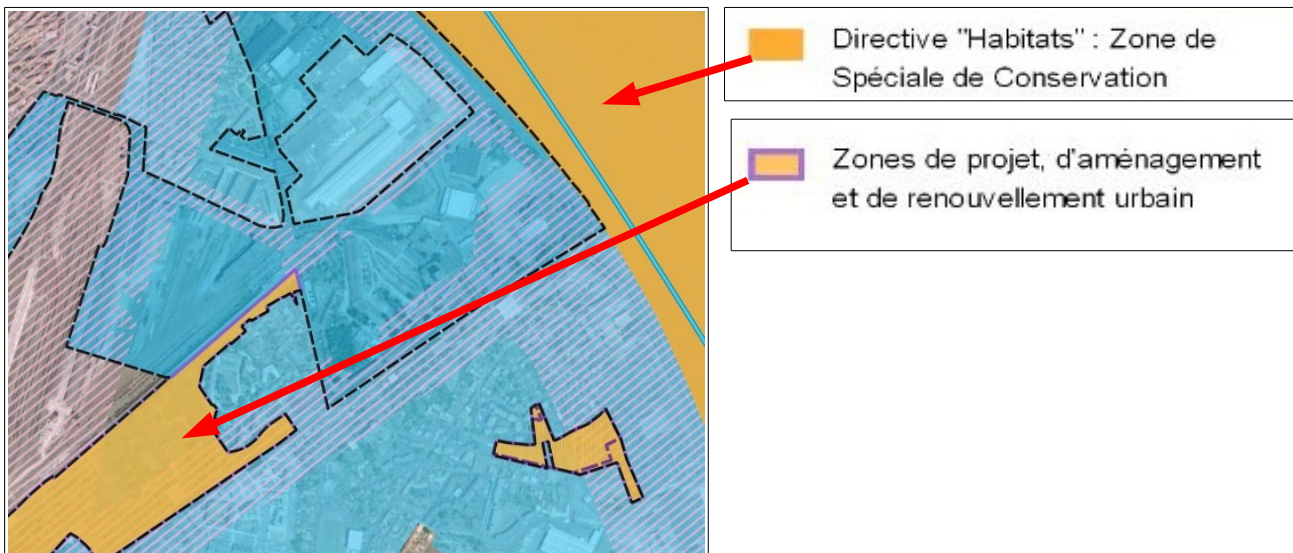 Directive "Habitats" : Zone de
Spéciale de Conservation
Zones de projet, d'aménagement
et de renouvellement urbain